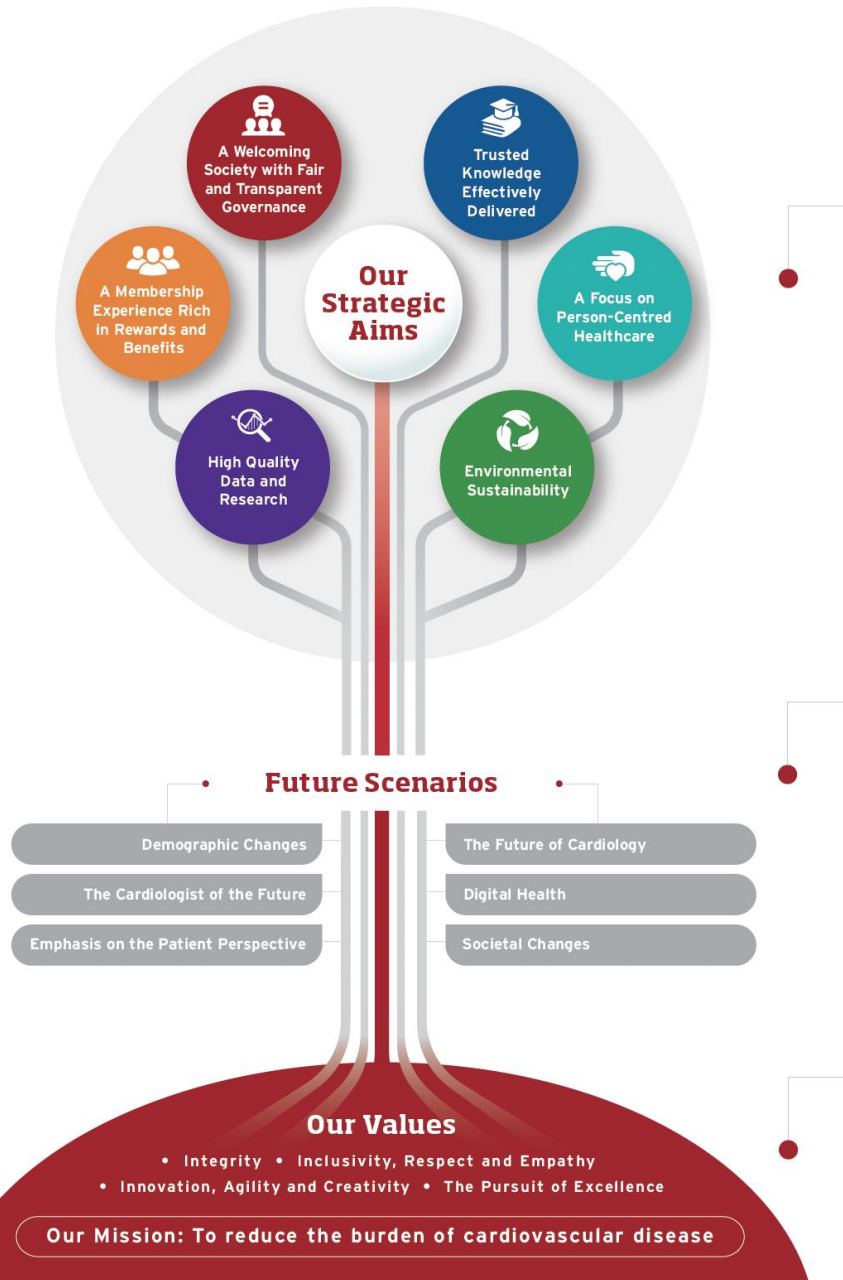 A Welcoming
Society with Fair
and Transparent
Governance
Trusted
Knowledge
Effectively
Delivered
A Membership
Experience Rich
in Rewards and
Benefits
Our
Strategic
Aims
A Focus on
Person-Centred
Healthcare
High Quality
Data and
Research
Environmental
Sustainability
Future Scenarios
Demographic Changes
The Cardiologist of the Future
Emphasis on the Patient Perspective
The Future of Cardiology
Digital Health
Societal Changes
Our Values
• Integrity • Inclusivity, Respect and Empathy
• Innovation, Agility and Creativity • The Pursuit of Excellence
Our Mission: To reduce the burden of cardiovascular disease